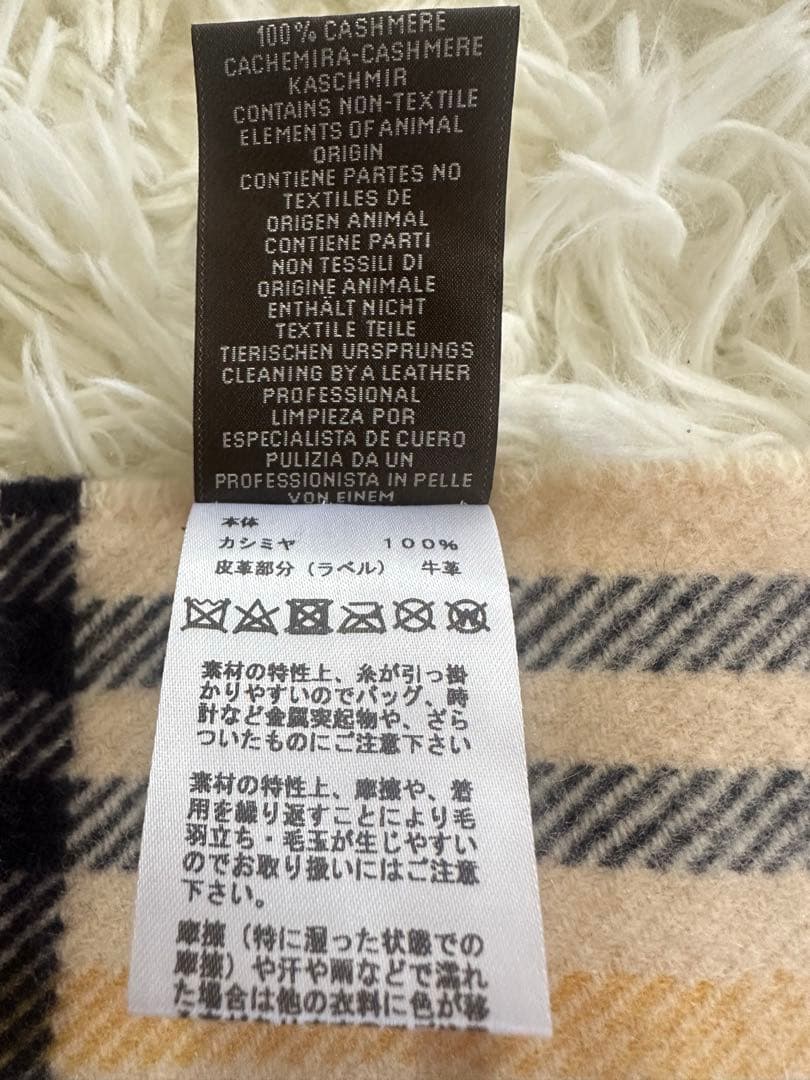 100% CASHMERE
CACHEMIRA-CASHMERE
KASCHMIR
CONTAINS NON-TEXTILE
ELEMENTS OF ANIMAL
ORIGIN
CONTIENE PARTES NO
TEXTILES DE
ORIGEN ANIMAL
CONTIENE PARTI
NON TESSILI DI
ORIGINE ANIMALE
ENTHÄLT NICHT
TEXTILE TEILE
TIERISCHEN URSPRUNGS
CLEANING BY A LEATHER
PROFESSIONAL
LIMPIEZA POR
ESPECIALISTA DE CUERO
PULIZIA DA UN
PROFESSIONISTA IN PELLE
VON EINEM
本体
カシミヤ 100%
皮革部分(ラベル) 牛革
素材の特性上、糸が引っ掛
かりやすいのでバッグ、時
計など金属突起物や、ざら
ついたものにご注意下さい
素材の特性上、摩擦や、着
用を繰り返すことにより毛
羽立ち・毛玉が生じやすい
のでお取り扱いにはご注意
下さい。
摩擦(特に湿った状態での
摩擦)や汗や雨などで濡れ
た場合は他の衣料に色が移